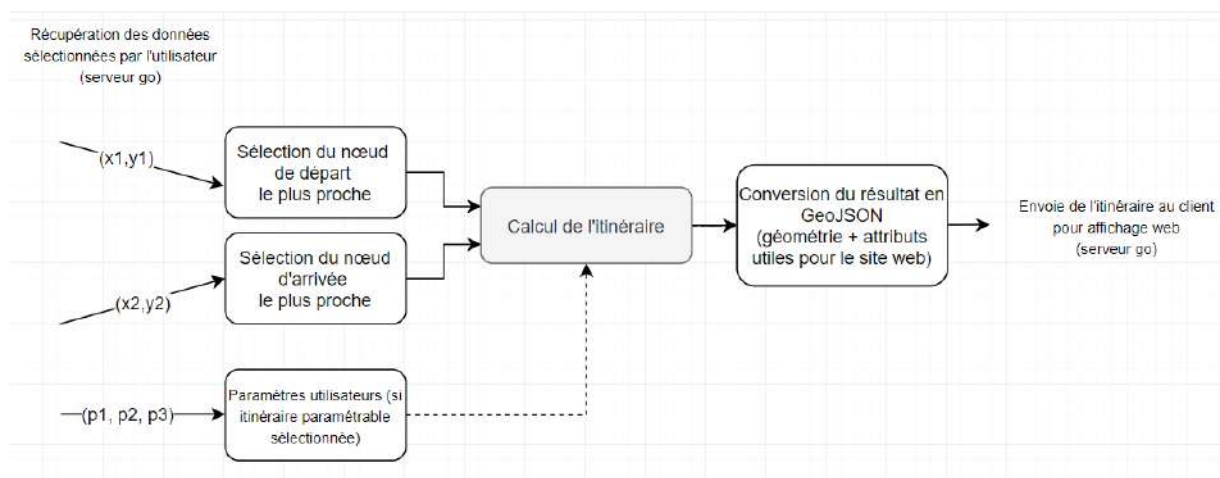 Récupération des données
sélectionnées par l'utilisateur
(serveur go)
(x1,y1)
Sélection du nœud
de départ
le plus proche
(x2,y2)
Sélection du nœud
d'arrivée
le plus proche
(p1, p2, p3)
Paramètres utilisateurs (si
itinéraire paramétrable
sélectionnée)
Calcul de l'itinéraire
Conversion du résultat en
GeoJSON
(géométrie + attributs
utiles pour le site web)
Envoie de l'itinéraire au client
pour affichage web
(serveur go)